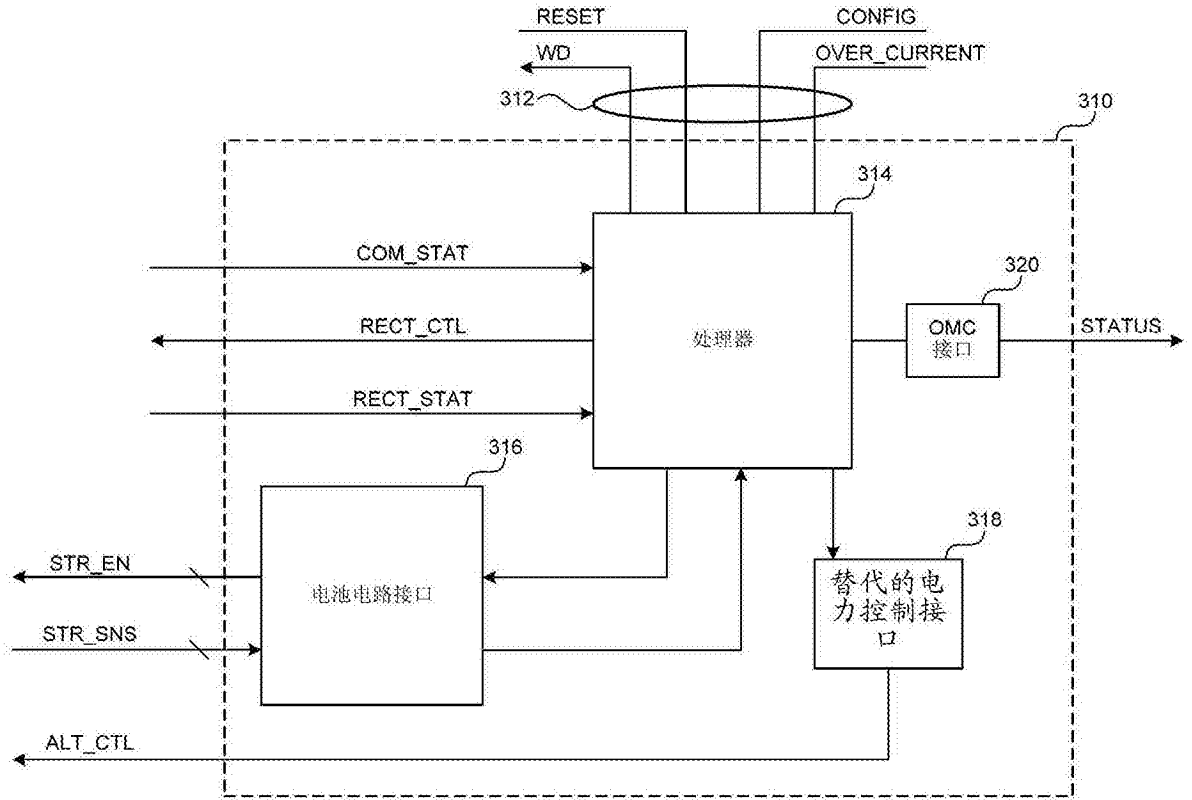 RESET
CONFIG
WD
OVER_CURRENT
312
310
314
COM_STAT
320
RECT_CTL
处理器
OMC
接口
STATUS
RECT_STAT
316
318
STR_EN
电池电路接口
替代的电
力控制接
口
STR_SNS
ALT_CTL